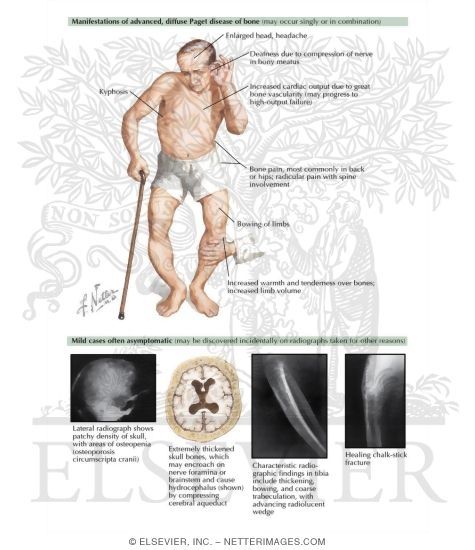 Manifestations of advanced, diffuse Paget disease of bone (may occur singly or in combination)
Enlarged head, headache
Deafness due to compression of nerve
in bony meatus
Increased cardiac output due to great
bone vascularity (may progress to
high-output failure)
Kyphosis
Bone pain, most commonly in back
or hips; radicular pain with spine
involvement
NON SOLUS
Bowing of limbs
Increased warmth and tenderness over bones;
increased limb volume
F. Netter
M.D.
Mild cases often asymptomatic (may be discovered incidentally on radiographs taken for other reasons)
Lateral radiograph shows
patchy density of skull,
with areas of osteopenia
(osteoporosis
circumscripta cranii)
Extremely thickened
skull bones, which
may encroach on
nerve foramina or
brainstem and cause
hydrocephalus (shown)
by compressing
cerebral aqueduct
Characteristic radio-
graphic findings in tibia
include thickening,
bowing, and coarse
trabeculation, with
advancing radiolucent
wedge
Healing chalk-stick
fracture
ELSEVIER
© ELSEVIER, INC. – NETTERIMAGES.COM